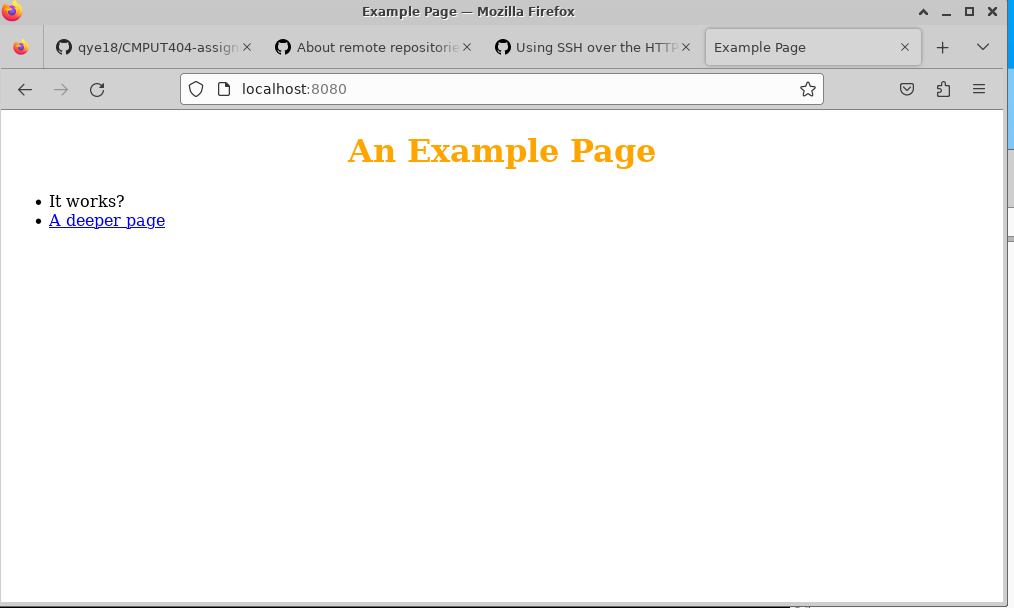 Example Page — Mozilla Firefox
qye18/CMPUT404-assign
About remote repositorie
Using SSH over the HTTP
Example Page
localhost:8080
An Example Page
It works?
A deeper page